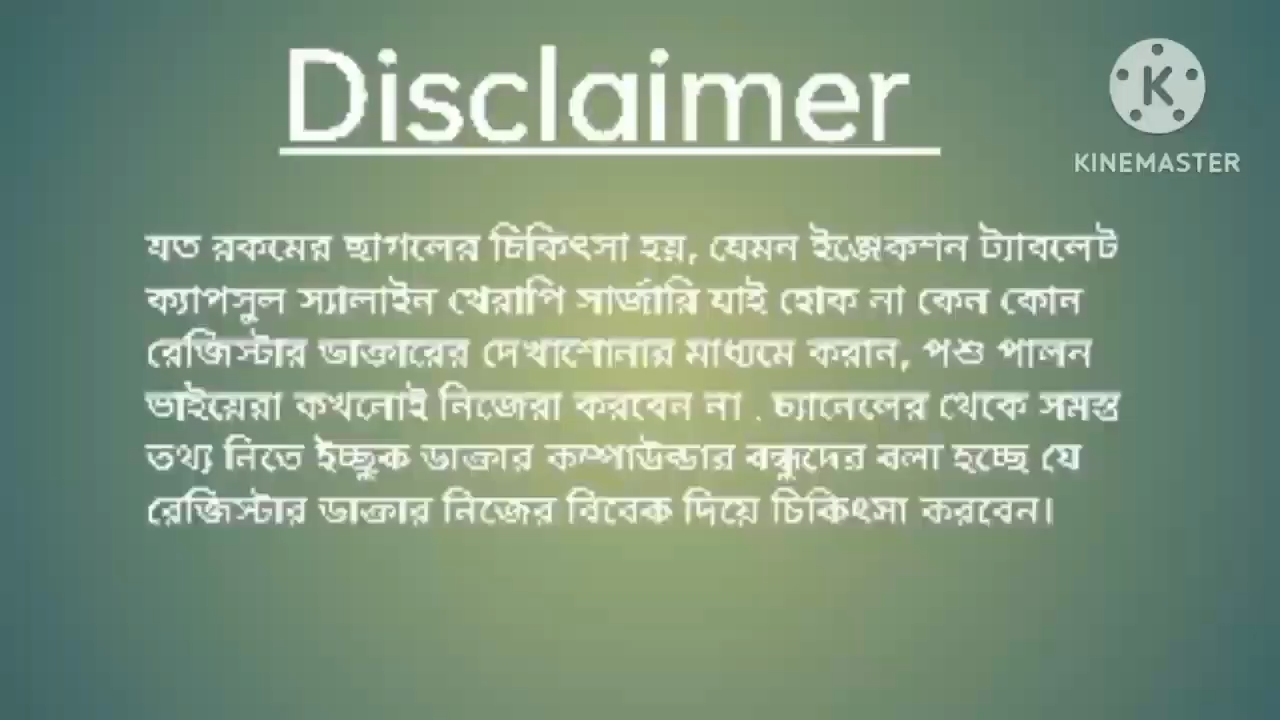 Disclaimer
KINEMASTER
যত রকমের ছাগলের চিকিৎসা হয়, যেমন ইঞ্জেকশন ট্যাবলেট
ক্যাপসুল স্যালাইন থেরাপি সার্জারি যাই হোক না কেন কোন
রেজিস্টার ডাক্তারের দেখাশোনার মাধ্যমে করান, পশু পালন
ভাইয়েরা কখনোই নিজেরা করবেন না . চ্যানেলের থেকে সমস্ত
তথ্য নিতে ইচ্ছুক ডাক্তার কম্পাউন্ডার বন্ধুদের বলা হচ্ছে যে
রেজিস্টার ডাক্তার নিজের বিবেক দিয়ে চিকিৎসা করবেন।